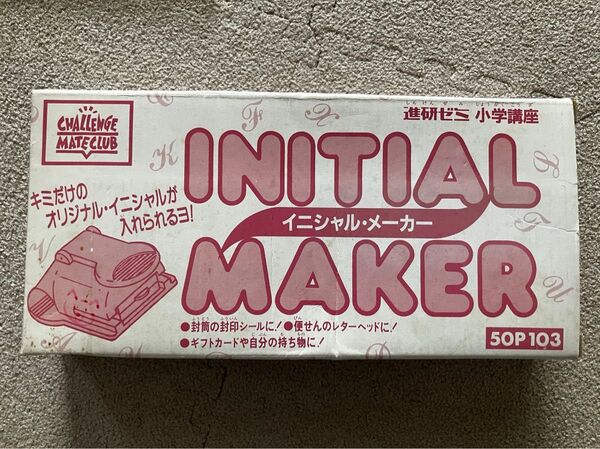 CHALLENGE
MATE CLUB
進研ゼミ 小学講座
INITIAL
イニシャル・メーカー
MAKER
キミだけの
オリジナル・イニシャルが
入れられるヨ!
●封筒の封印シールに! ●便せんのレターヘッドに!
●ギフトカードや自分の持ち物に!
50P103